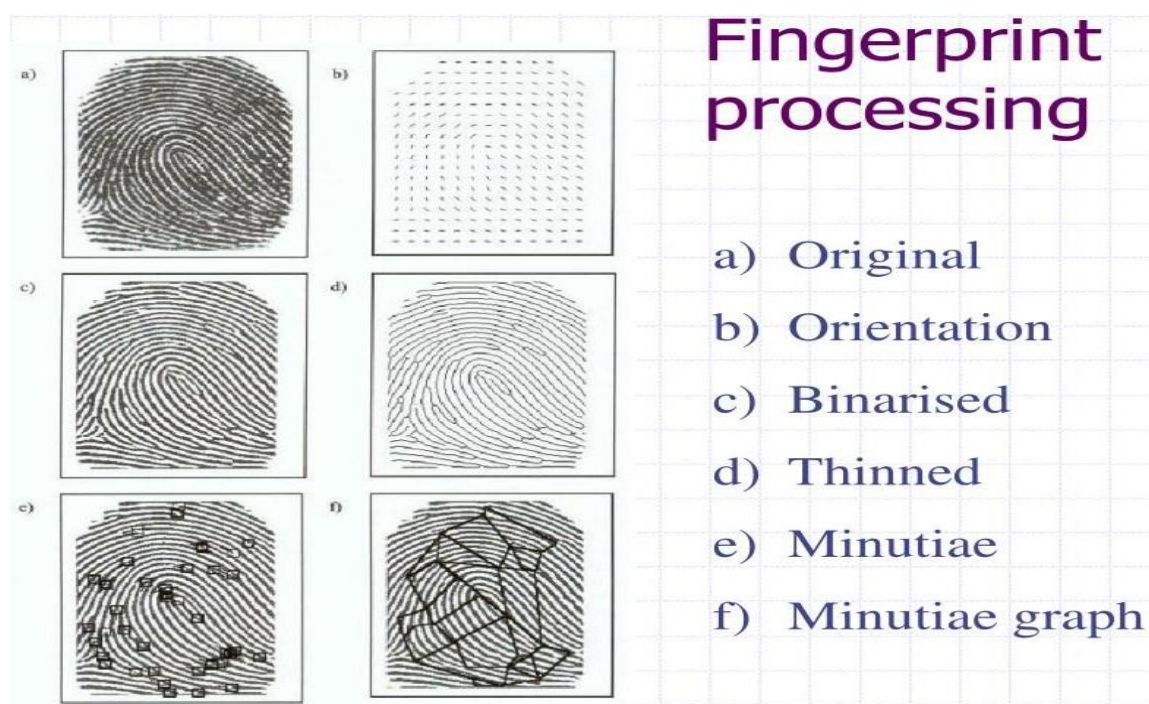 Fingerprint
processing
a)
b)
c)
d)
e)
f)
a) Original
b) Orientation
c) Binarised
d) Thinned
e) Minutiae
f) Minutiae graph